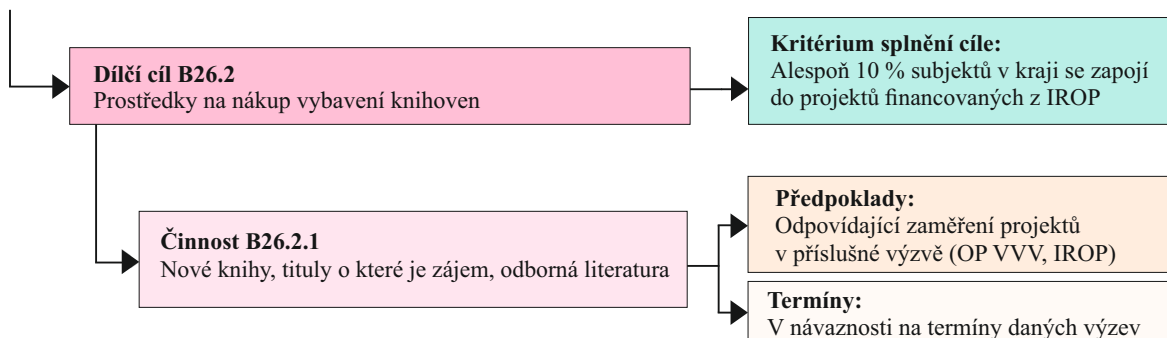 Dílčí cíl B26.2
Prostředky na nákup vybavení knihoven
Kritérium splnění cíle:
Alespoň 10 % subjektů v kraji se zapojí
do projektů financovaných z IROP
Činnost B26.2.1
Nové knihy, tituly o které je zájem, odborná literatura
Předpoklady:
Odpovídající zaměření projektů
v příslušné výzvě (OP VVV, IROP)
Termíny:
V návaznosti na termíny daných výzev